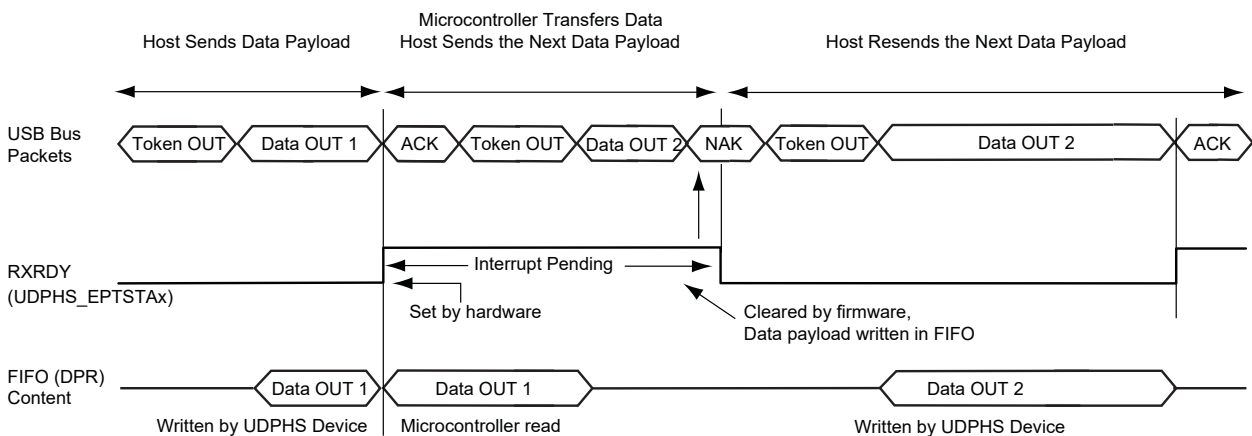 Microcontroller Transfers Data
Host Sends Data Payload Host Sends the Next Data Payload Host Resends the Next Data Payload
USB Bus
Packets
Token OUT Data OUT 1 ACK Token OUT Data OUT 2 NAK Token OUT Data OUT 2 ACK
RXRDY
(UDPHS_EPTSTAx)
Interrupt Pending
Set by hardware
Cleared by firmware,
Data payload written in FIFO
FIFO (DPR)
Content
Data OUT 1 Data OUT 1 Data OUT 2
Written by UDPHS Device Microcontroller read Written by UDPHS Device